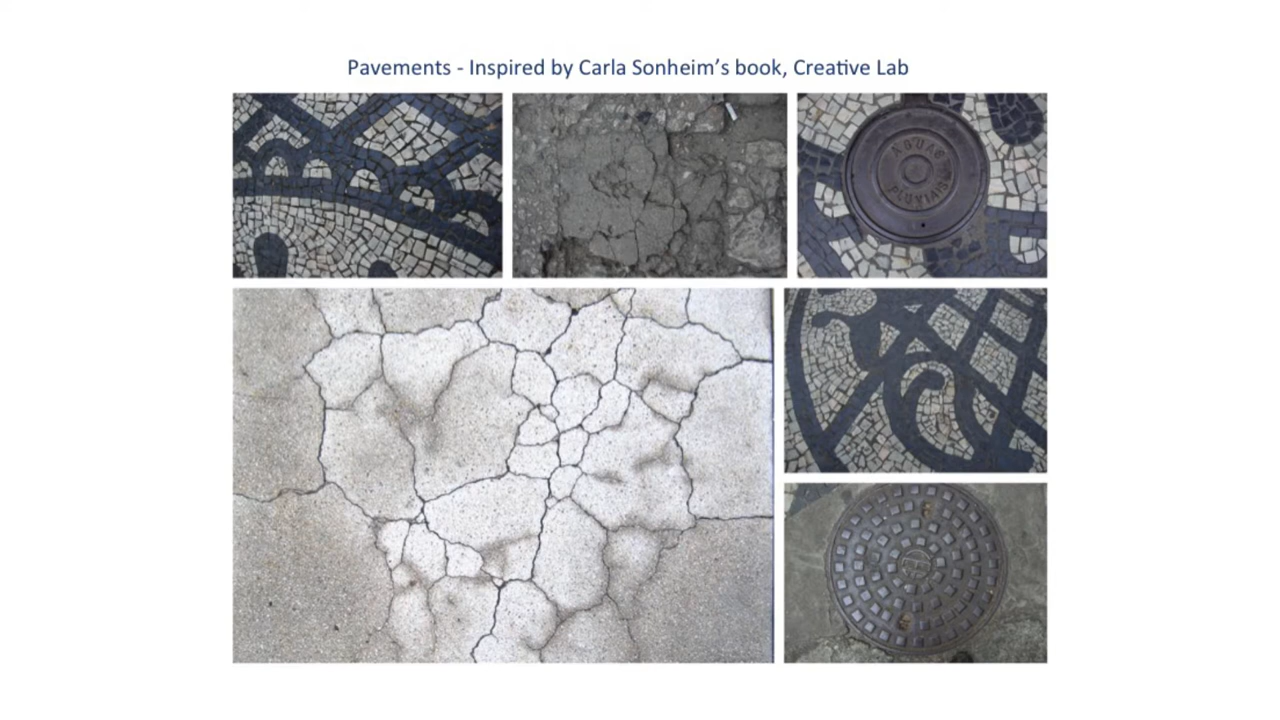 Pavements - Inspired by Carla Sonheim’s book, Creative Lab
AGUAS
PLUVIAIS